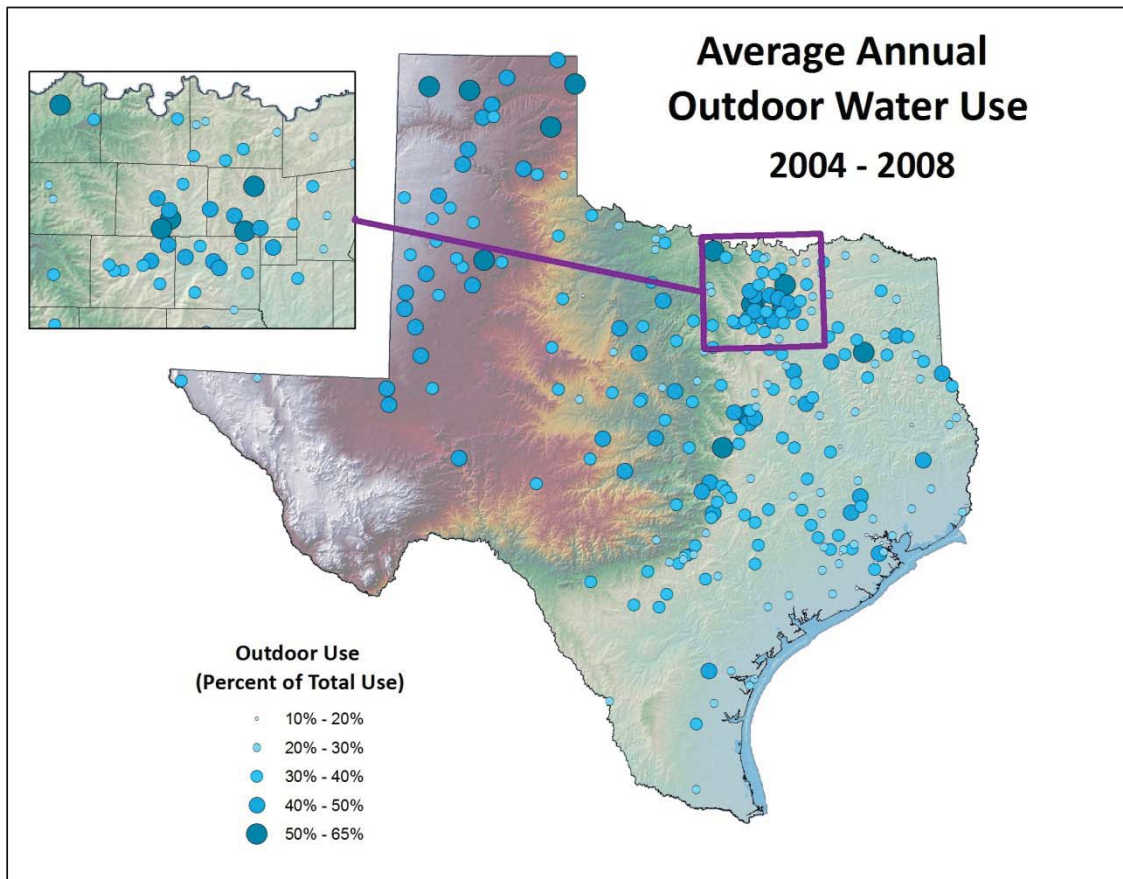 Average Annual
Outdoor Water Use
2004 - 2008
Outdoor Use
(Percent of Total Use)
10% - 20%
20% - 30%
30% - 40%
40% - 50%
50% - 65%